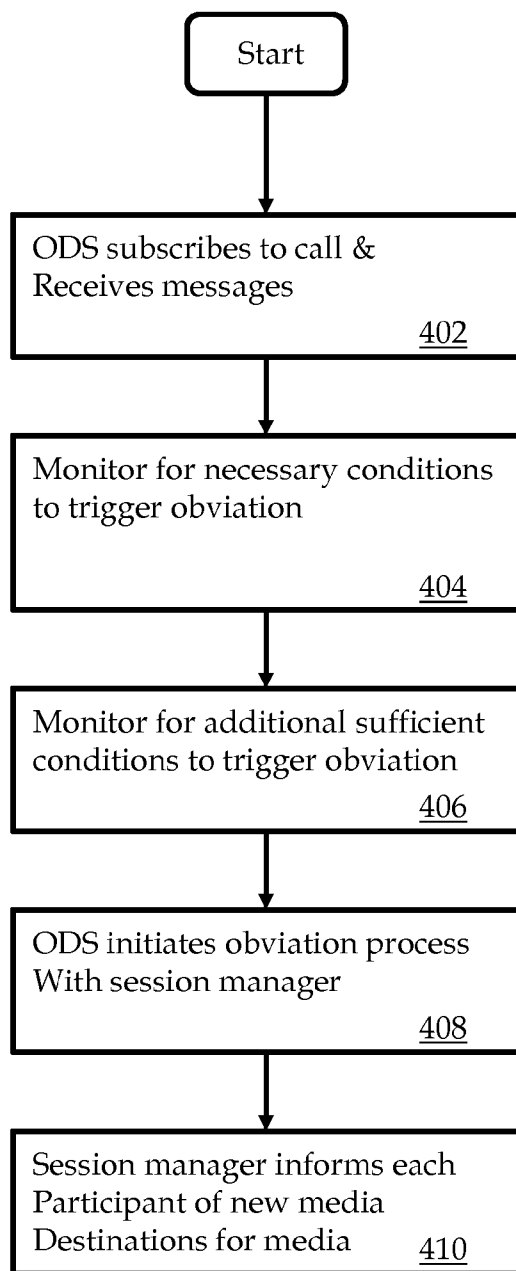 Start
ODS subscribes to call &
Receives messages
402
Monitor for necessary conditions
to trigger obviation
404
Monitor for additional sufficient
conditions to trigger obviation
406
ODS initiates obviation process
With session manager
408
Session manager informs each
Participant of new media
Destinations for media
410